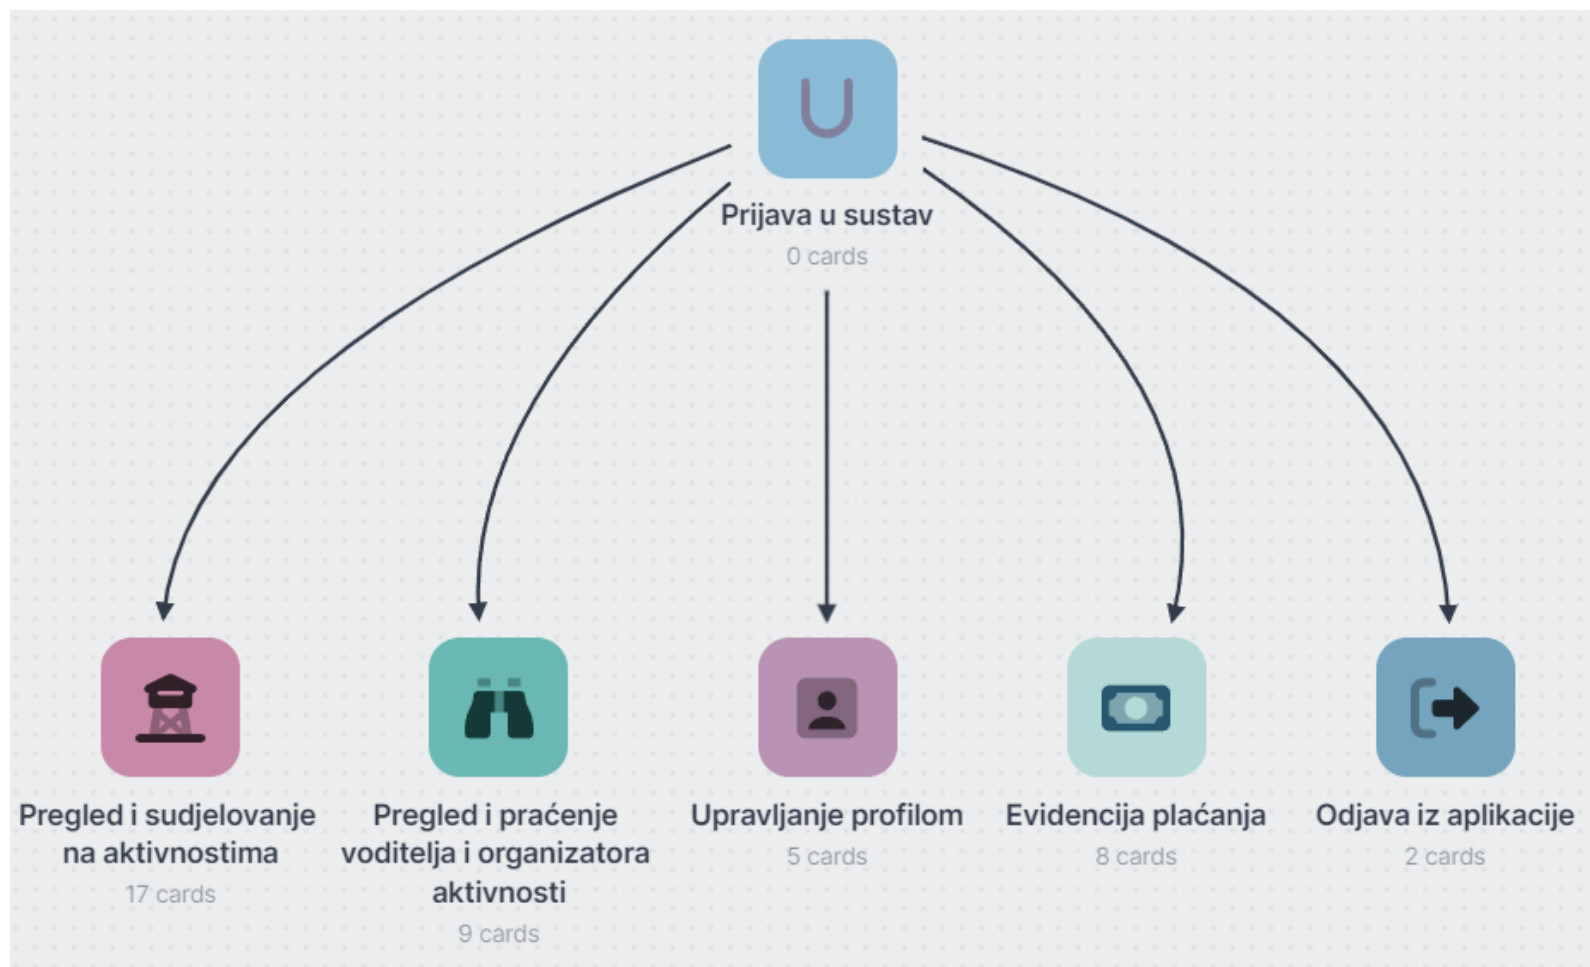 U
Prijava u sustav
0 cards
Pregled i sudjelovanje
na aktivnostima
17 cards
Pregled i praćenje
voditelja i organizatora
aktivnosti
9 cards
Upravljanje profilom
5 cards
Evidencija plaćanja
8 cards
Odjava iz aplikacije
2 cards